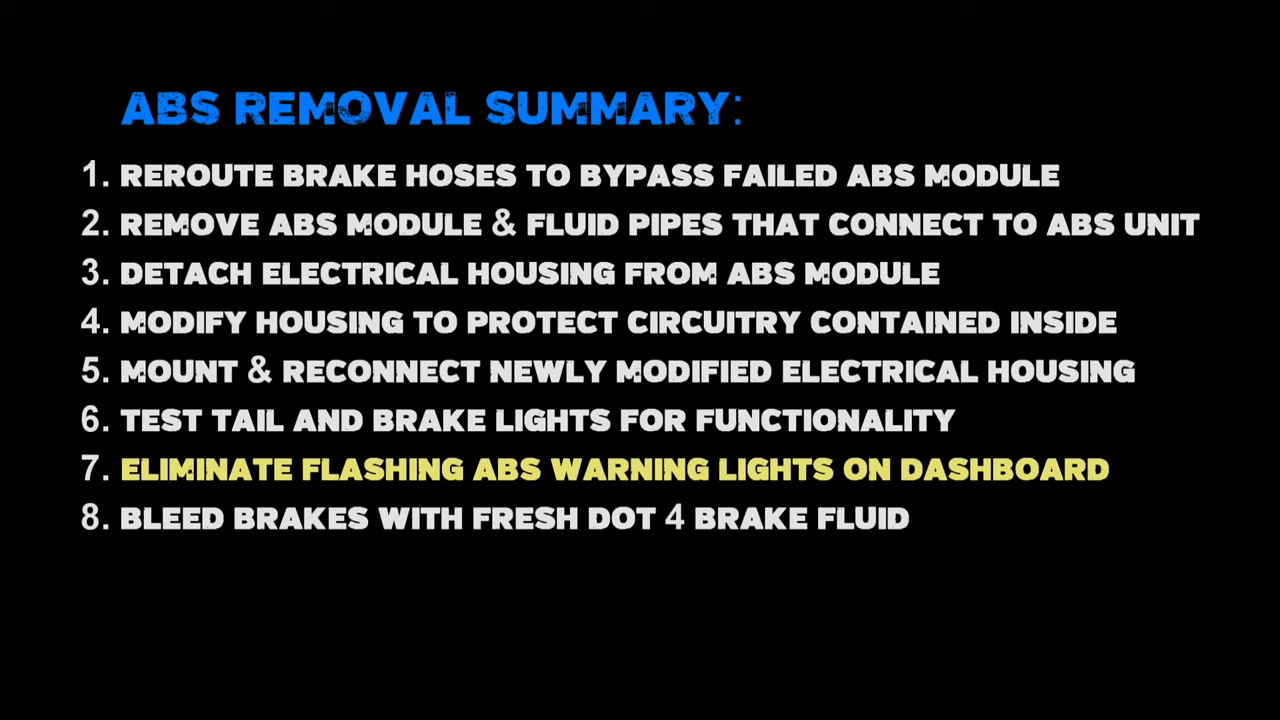 ABS REMOVAL SUMMARY:
1. REROUTE BRAKE HOSES TO BYPASS FAILED ABS MODULE
2. REMOVE ABS MODULE & FLUID PIPES THAT CONNECT TO ABS UNIT
3. DETACH ELECTRICAL HOUSING FROM ABS MODULE
4. MODIFY HOUSING TO PROTECT CIRCUITRY CONTAINED INSIDE
5. MOUNT & RECONNECT NEWLY MODIFIED ELECTRICAL HOUSING
6. TEST TAIL AND BRAKE LIGHTS FOR FUNCTIONALITY
7. ELIMINATE FLASHING ABS WARNING LIGHTS ON DASHBOARD
8. BLEED BRAKES WITH FRESH DOT 4 BRAKE FLUID